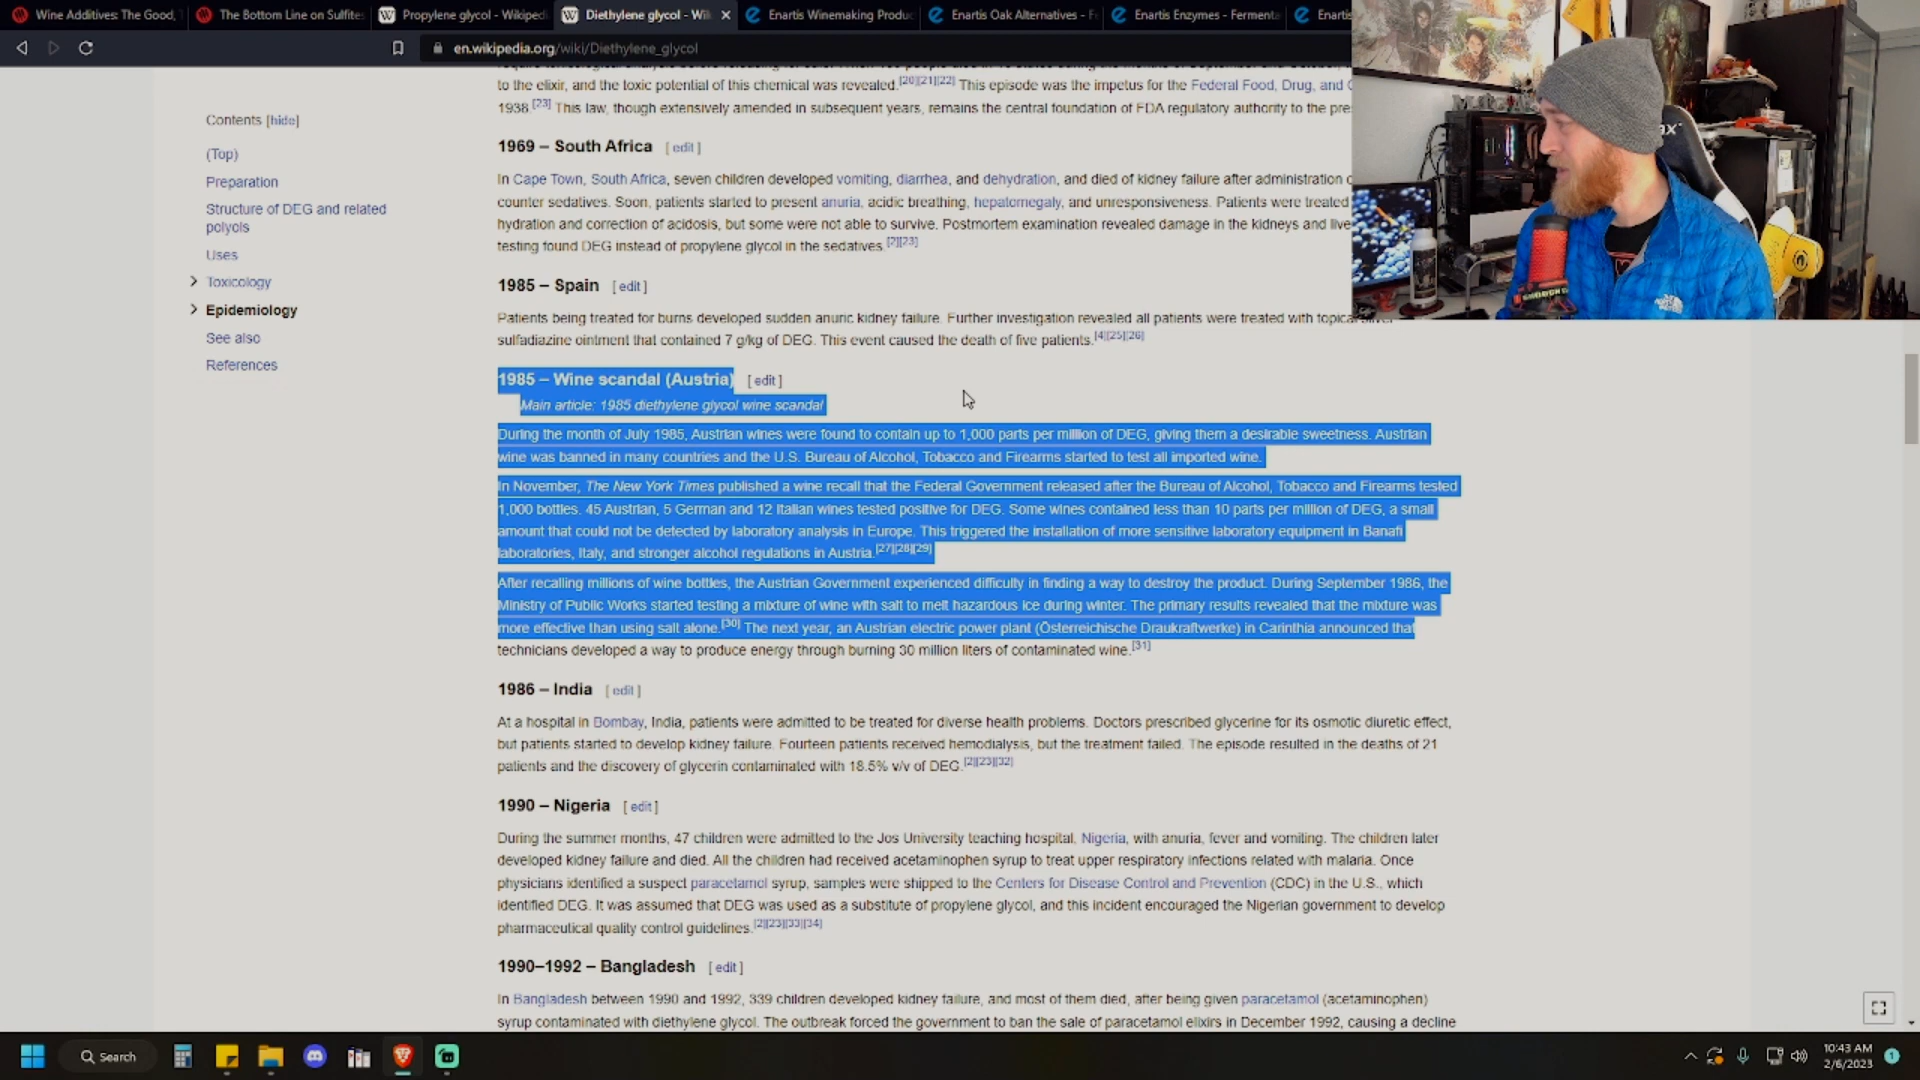 Wine Additives: The Good,
The Bottom Line on Sulfites
Propylene glycol - Wikiped
Diethylene glycol - Wi
Enartis Winemaking Produc
Enartis Oak Alternatives - F
Enartis Enzymes - Fermenta
Enartis
en.wikipedia.org/wiki/Diethylene_glycol
Contents [hide]
(Top)
Preparation
Structure of DEG and related
polyols
Uses
Toxicology
Epidemiology
See also
References
to the elixir, and the toxic potential of this chemical was revealed.[20][21][22] This episode was the impetus for the Federal Food, Drug, and C
1938.[23] This law, though extensively amended in subsequent years, remains the central foundation of FDA regulatory authority to the pres
1969 – South Africa [ edit ]
In Cape Town, South Africa, seven children developed vomiting, diarrhea, and dehydration, and died of kidney failure after administration
counter sedatives. Soon, patients started to present anuria, acidic breathing, hepatomegaly, and unresponsiveness. Patients were treated
hydration and correction of acidosis, but some were not able to survive. Postmortem examination revealed damage in the kidneys and live
testing found DEG instead of propylene glycol in the sedatives.[2][23]
1985 – Spain [ edit ]
Patients being treated for burns developed sudden anuric kidney failure. Further investigation revealed all patients were treated with topical silver
sulfadiazine ointment that contained 7 g/kg of DEG. This event caused the death of five patients.[4][25][26]
1985 – Wine scandal (Austria) [ edit ]
Main article: 1985 diethylene glycol wine scandal
During the month of July 1985, Austrian wines were found to contain up to 1,000 parts per million of DEG, giving them a desirable sweetness. Austrian
wine was banned in many countries and the U.S. Bureau of Alcohol, Tobacco and Firearms started to test all imported wine.
In November, The New York Times published a wine recall that the Federal Government released after the Bureau of Alcohol, Tobacco and Firearms tested
1,000 bottles. 45 Austrian, 5 German and 12 Italian wines tested positive for DEG. Some wines contained less than 10 parts per million of DEG, a small
amount that could not be detected by laboratory analysis in Europe. This triggered the installation of more sensitive laboratory equipment in Banafi
laboratories, Italy, and stronger alcohol regulations in Austria.[27][28][29]
After recalling millions of wine bottles, the Austrian Government experienced difficulty in finding a way to destroy the product. During September 1986, the
Ministry of Public Works started testing a mixture of wine with salt to melt hazardous ice during winter. The primary results revealed that the mixture was
more effective than using salt alone.[30] The next year, an Austrian electric power plant (Österreichische Draukraftwerke) in Carinthia announced that
technicians developed a way to produce energy through burning 30 million liters of contaminated wine.[31]
1986 – India [ edit ]
At a hospital in Bombay, India, patients were admitted to be treated for diverse health problems. Doctors prescribed glycerine for its osmotic diuretic effect,
but patients started to develop kidney failure. Fourteen patients received hemodialysis, but the treatment failed. The episode resulted in the deaths of 21
patients and the discovery of glycerin contaminated with 18.5% v/v of DEG.[2][23][32]
1990 – Nigeria [ edit ]
During the summer months, 47 children were admitted to the Jos University teaching hospital, Nigeria, with anuria, fever and vomiting. The children later
developed kidney failure and died. All the children had received acetaminophen syrup to treat upper respiratory infections related with malaria. Once
physicians identified a suspect paracetamol syrup, samples were shipped to the Centers for Disease Control and Prevention (CDC) in the U.S., which
identified DEG. It was assumed that DEG was used as a substitute of propylene glycol, and this incident encouraged the Nigerian government to develop
pharmaceutical quality control guidelines.[2][23][33][34]
1990–1992 – Bangladesh [ edit ]
In Bangladesh between 1990 and 1992, 339 children developed kidney failure, and most of them died, after being given paracetamol (acetaminophen)
syrup contaminated with diethylene glycol. The outbreak forced the government to ban the sale of paracetamol elixirs in December 1992, causing a decline
Search
10:43 AM
2/6/2023
1